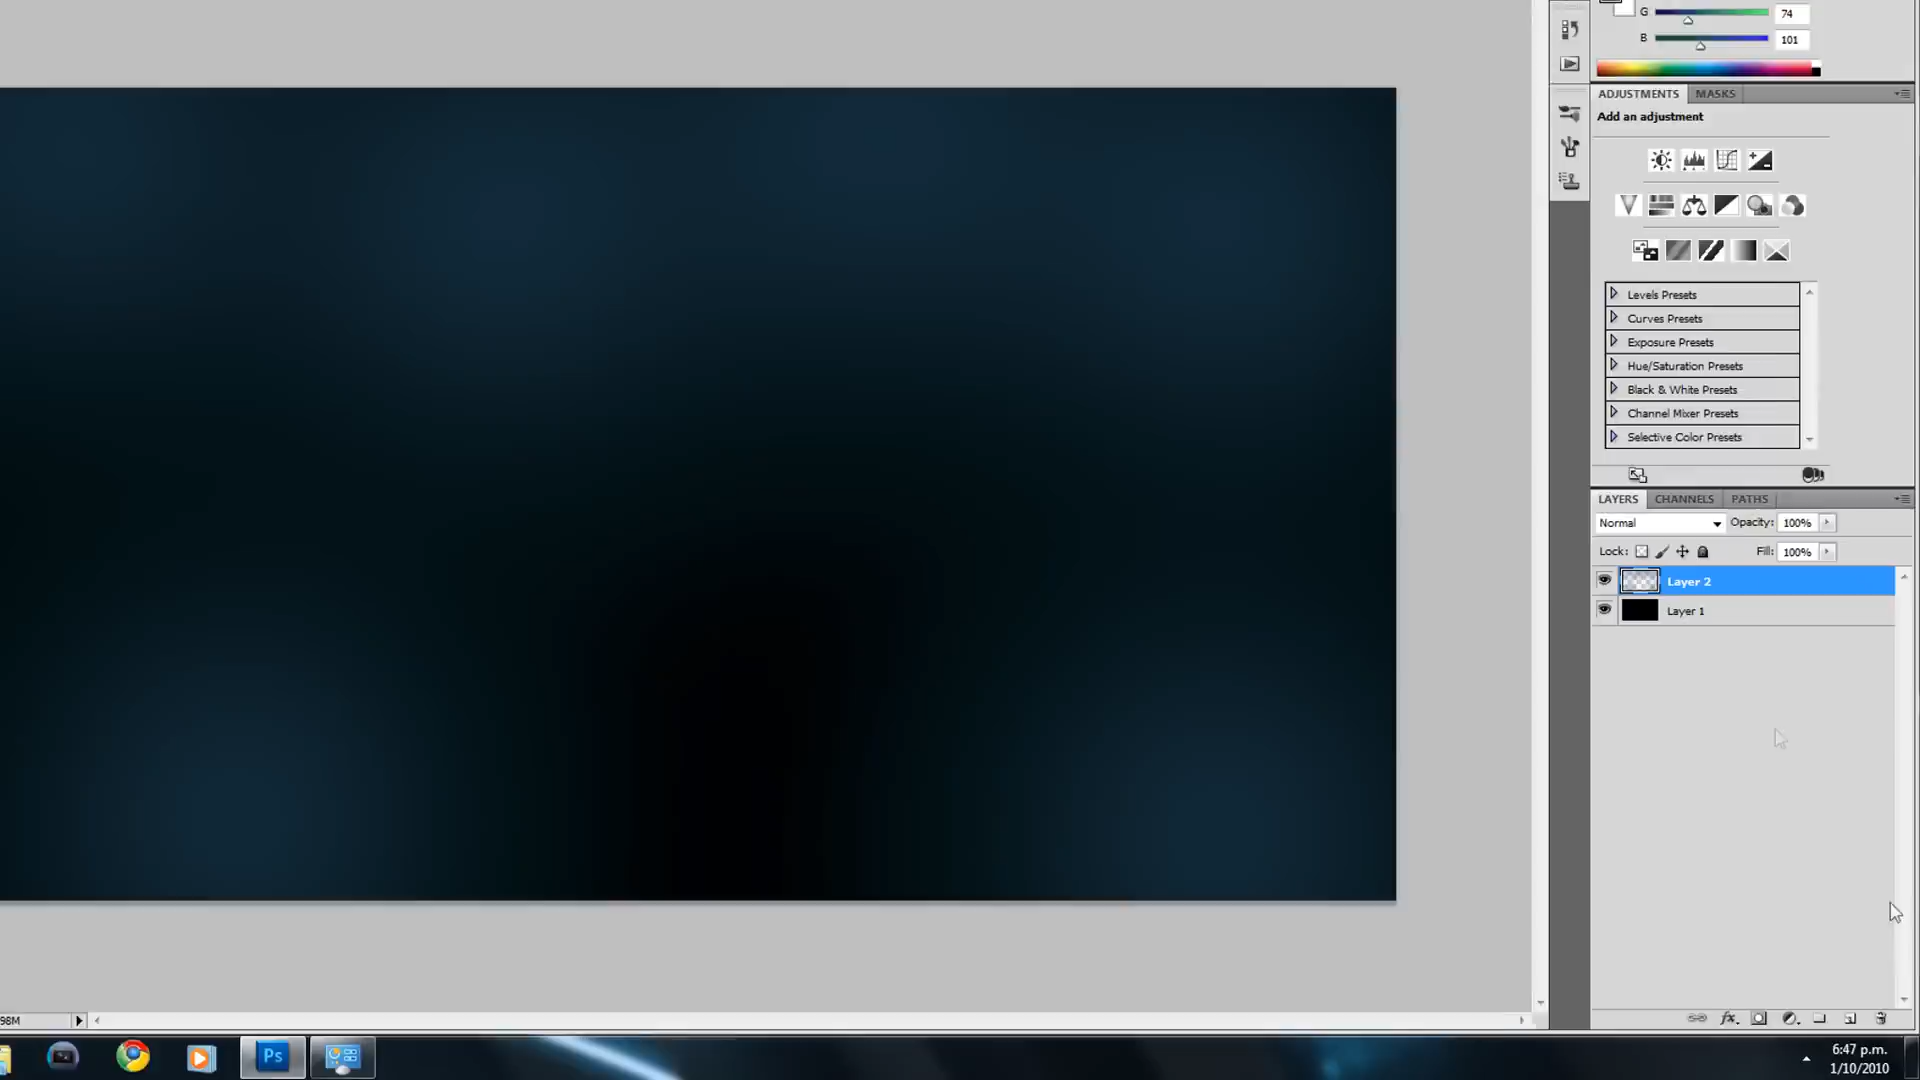 G 74
B 101
ADJUSTMENTS MASKS
Add an adjustment
Levels Presets
Curves Presets
Exposure Presets
Hue/Saturation Presets
Black & White Presets
Channel Mixer Presets
Selective Color Presets
LAYERS CHANNELS PATHS
Normal Opacity: 100%
Lock: Fill: 100%
Layer 2
Layer 1
fx
98M
Ps
6:47 p.m.
1/10/2010